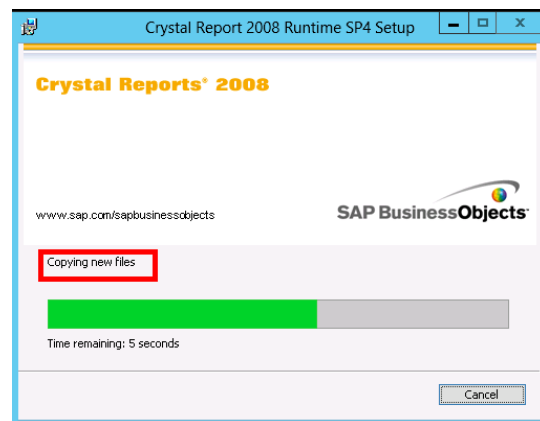 Crystal Report 2008 Runtime SP4 Setup
Crystal Reports® 2008
www.sap.com/sapbusinessobjects
SAP BusinessObjects™
Copying new files
Time remaining: 5 seconds
Cancel